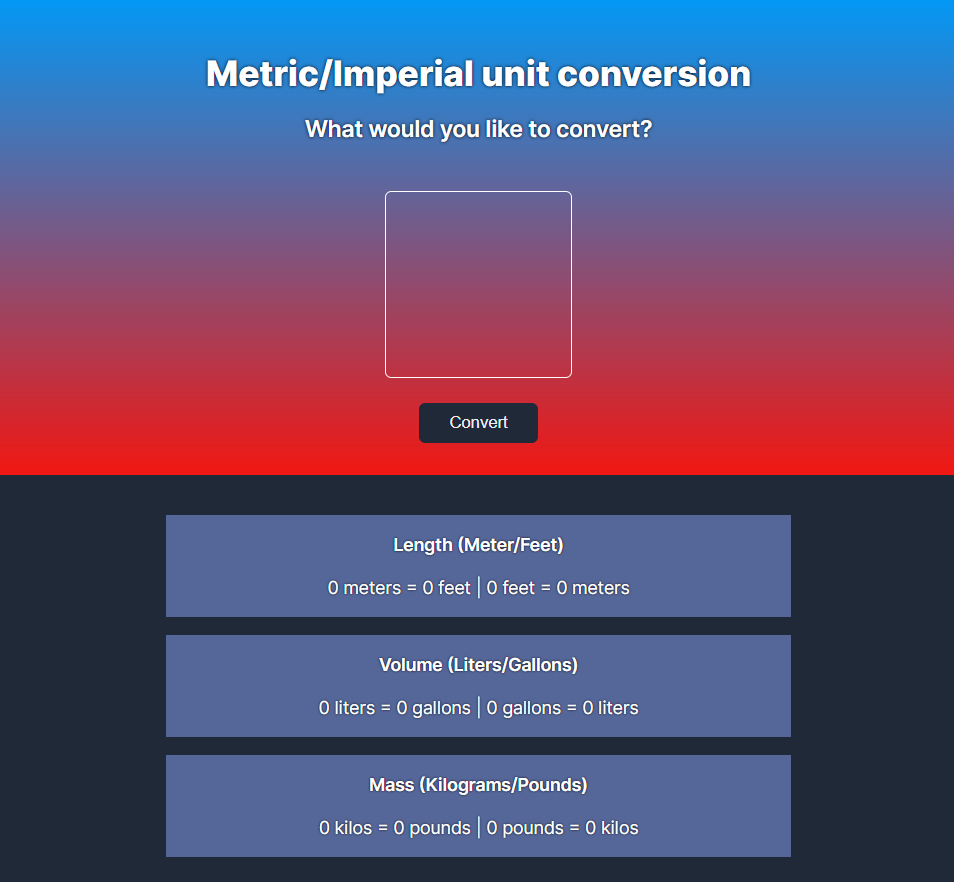 Metric/Imperial unit conversion
What would you like to convert?
Convert
Length (Meter/Feet)
0 meters = 0 feet | 0 feet = 0 meters
Volume (Liters/Gallons)
0 liters = 0 gallons | 0 gallons = 0 liters
Mass (Kilograms/Pounds)
0 kilos = 0 pounds | 0 pounds = 0 kilos